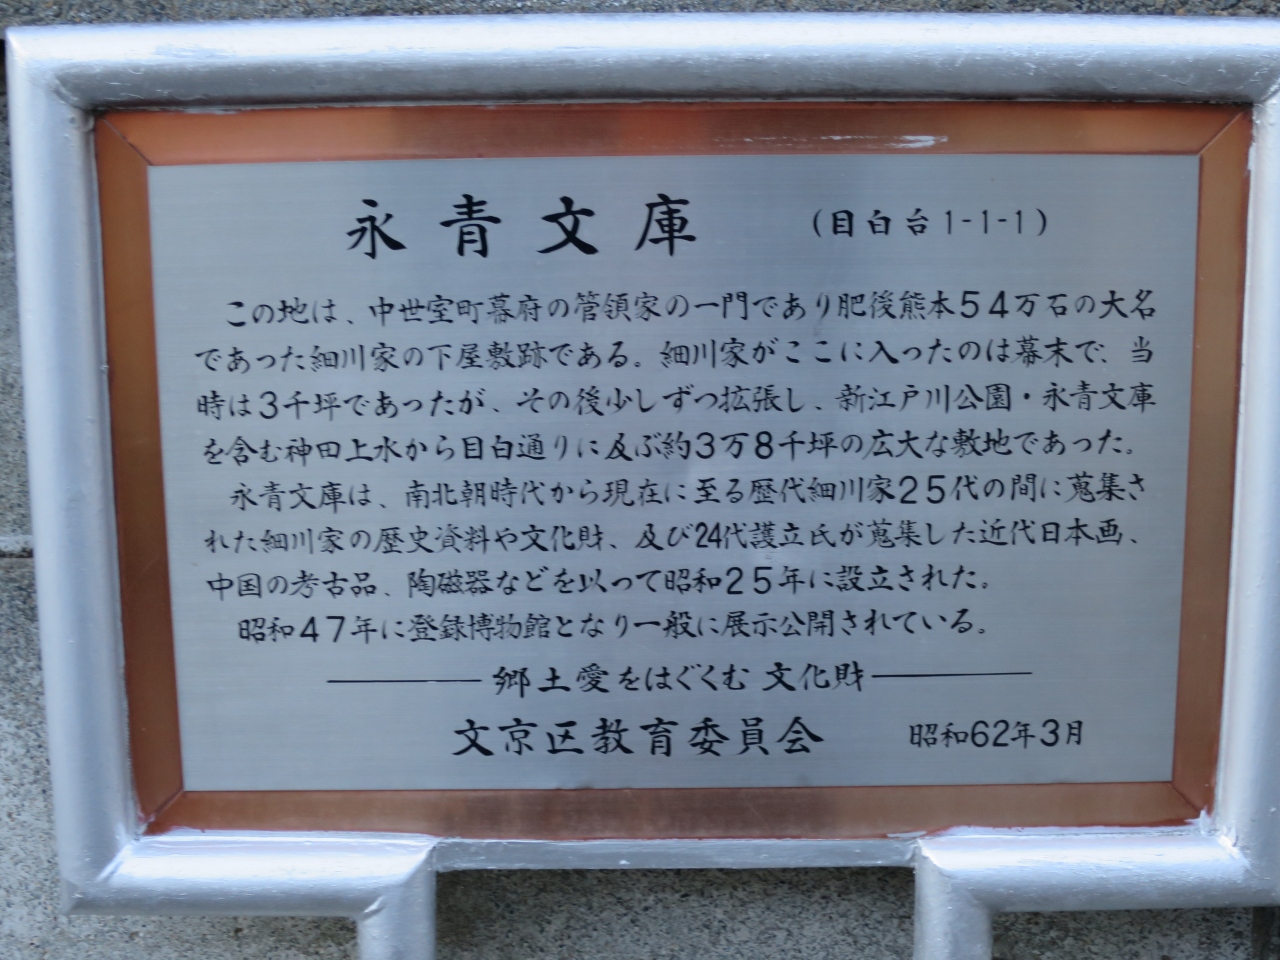 永青文庫 (目白台1-1-1)
この地は、中世室町幕府の管領家の一門であり肥後熊本54万石の大名
であった細川家の下屋敷跡である。細川家がここに入ったのは幕末で、当
時は3千坪であったが、その後少しずつ拡張し、新江戸川公園・永青文庫
を含む神田上水から目白通りに及ぶ約3万8千坪の広大な敷地であった。
永青文庫は、南北朝時代から現在に至る歴代細川家25代の間に蒐集さ
れた細川家の歴史資料や文化財、及び24代護立氏が蒐集した近代日本画、
中国の考古品、陶磁器などを以って昭和25年に設立された。
昭和47年に登録博物館となり一般に展示公開されている。
郷土愛をはぐくむ 文化財
文京区教育委員会 昭和62年3月